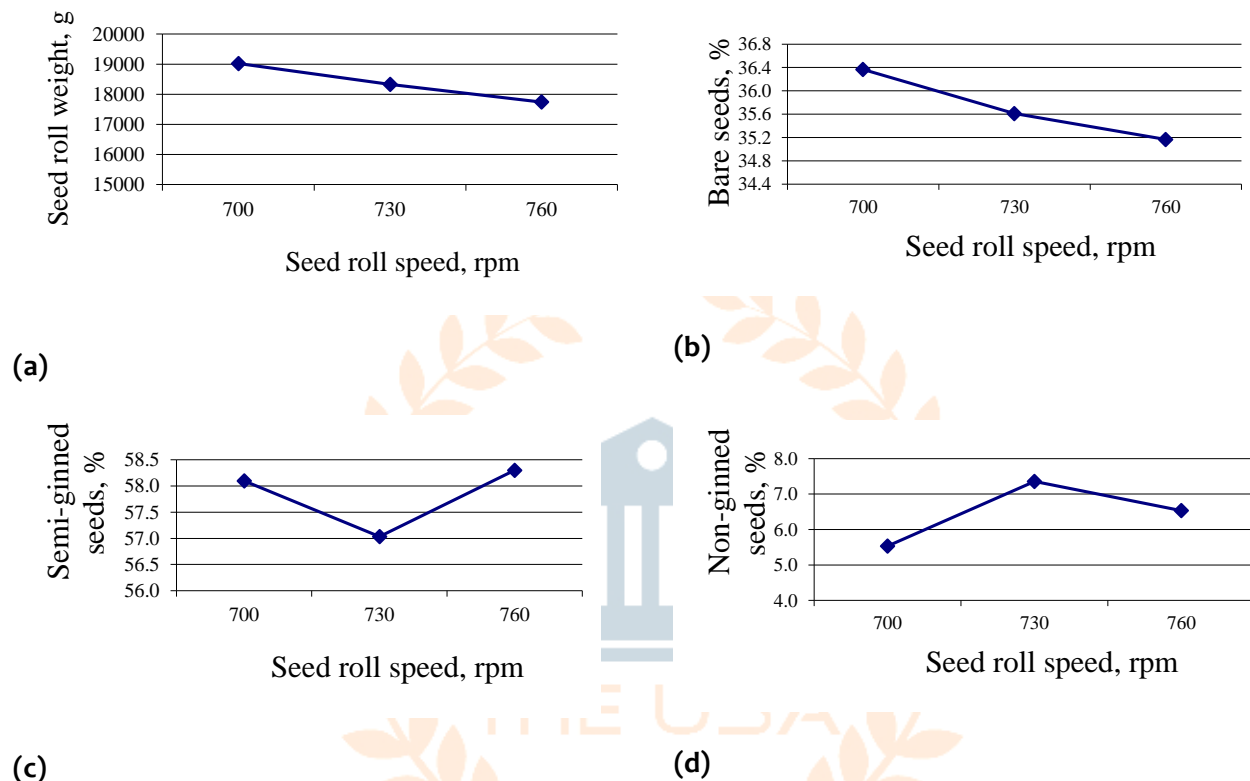 Seed roll weight, g
20000
19000
18000
17000
16000
15000
700 730 760
Seed roll speed, rpm
(a)
Bare seeds, %
36.8
36.4
36.0
35.6
35.2
34.8
34.4
700 730 760
Seed roll speed, rpm
(b)
Semi-ginned
seeds, %
58.5
58.0
57.5
57.0
56.5
56.0
700 730 760
Seed roll speed, rpm
(c)
Non-ginned
seeds, %
8.0
7.0
6.0
5.0
4.0
700 730 760
Seed roll speed, rpm
(d)
THE USA